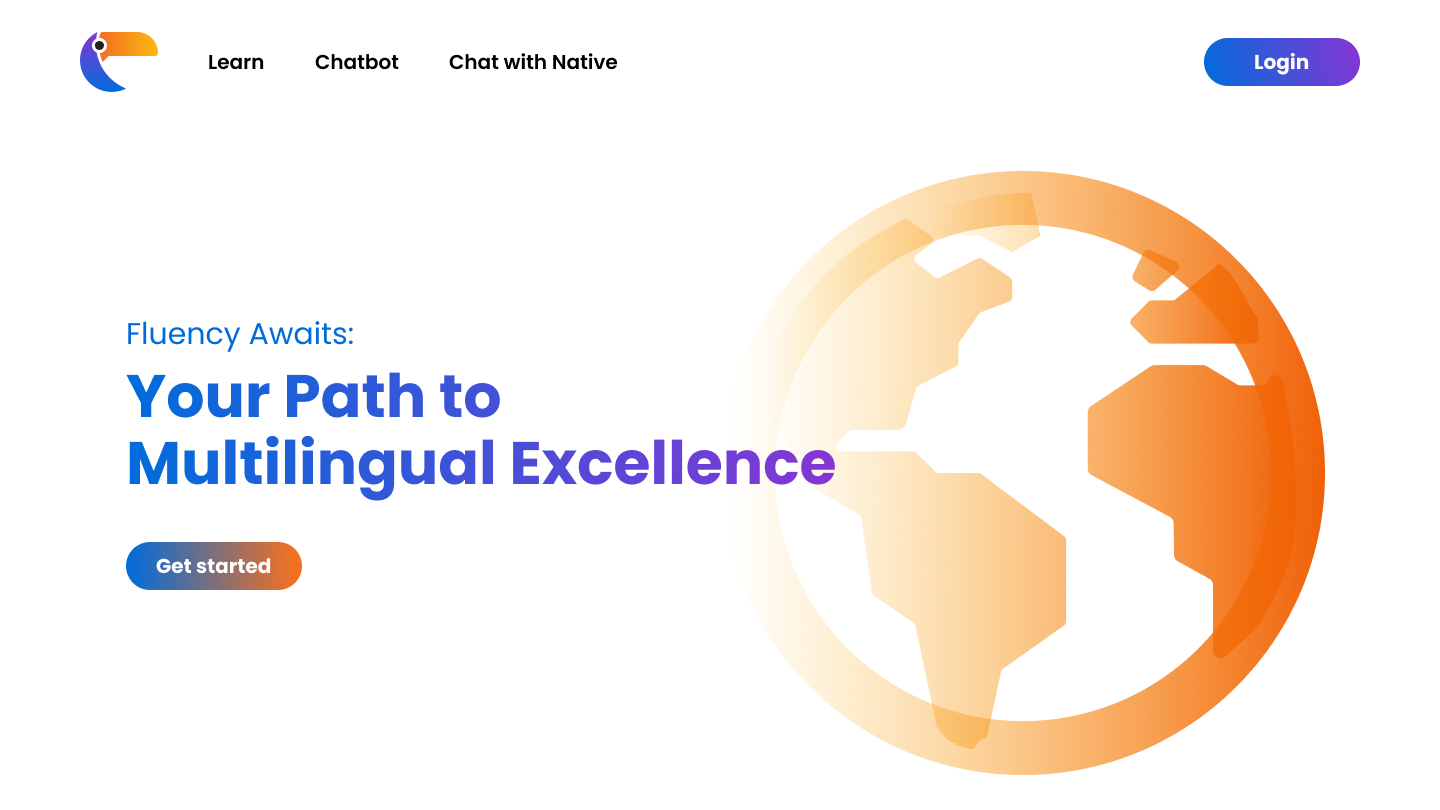 Learn
Chatbot
Chat with Native
Login
Fluency Awaits:
Your Path to
Multilingual Excellence
Get started